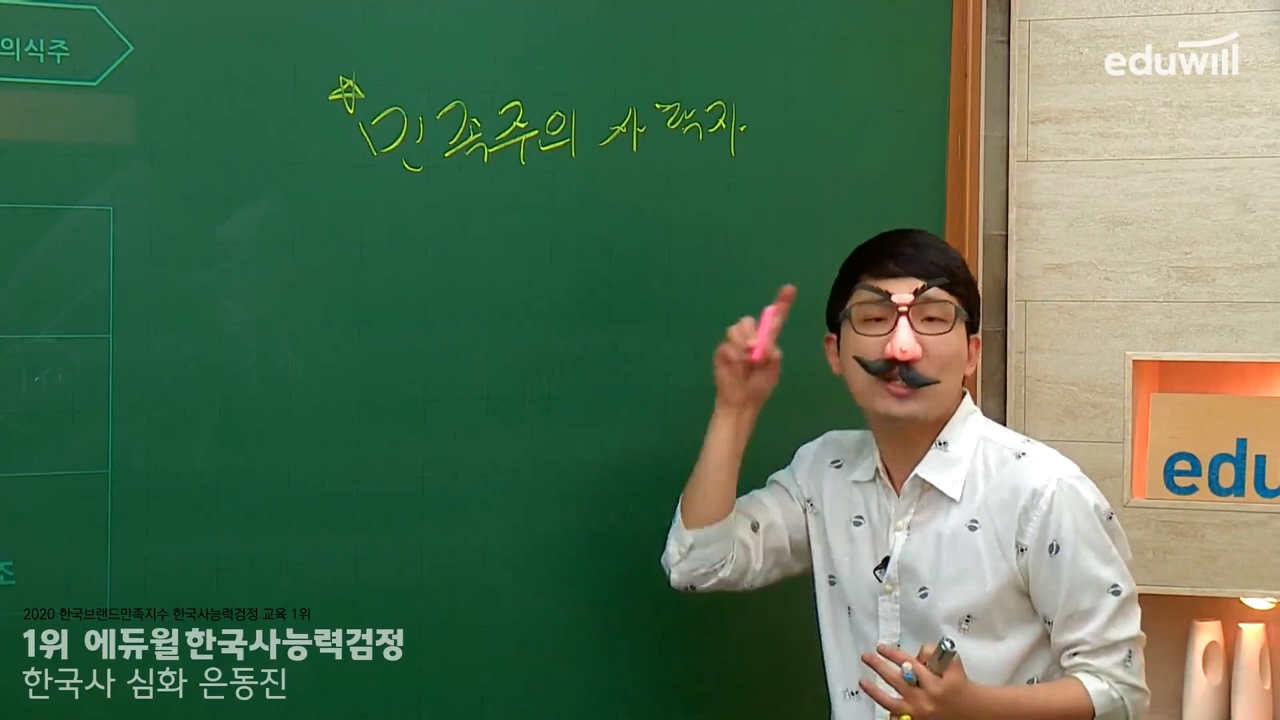 의식주
eduwill
민족주의 사학자
edu
조
2020 한국브랜드만족지수 한국사능력검정 교육 1위
1위 에듀윌 한국사능력검정
한국사 심화 은동진